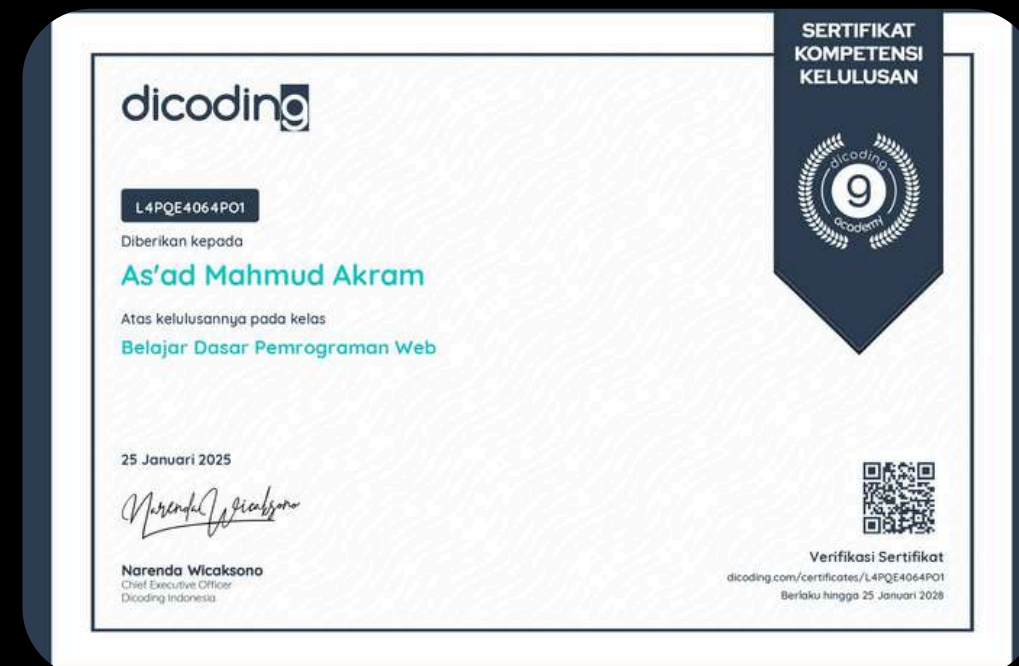 SERTIFIKAT
KOMPETENSI
KELULUSAN
dicoding
dicoding
academy
L4PQE4064PO1
Diberikan kepada
As'ad Mahmud Akram
Atas kelulusannya pada kelas
Belajar Dasar Pemrograman Web
25 Januari 2025
Narenda Wicaksono
Narenda Wicaksono
Chief Executive Officer
Dicoding Indonesia
Verifikasi Sertifikat
dicoding.com/certificates/L4PQE4064PO1
Berlaku hingga 25 Januari 2028